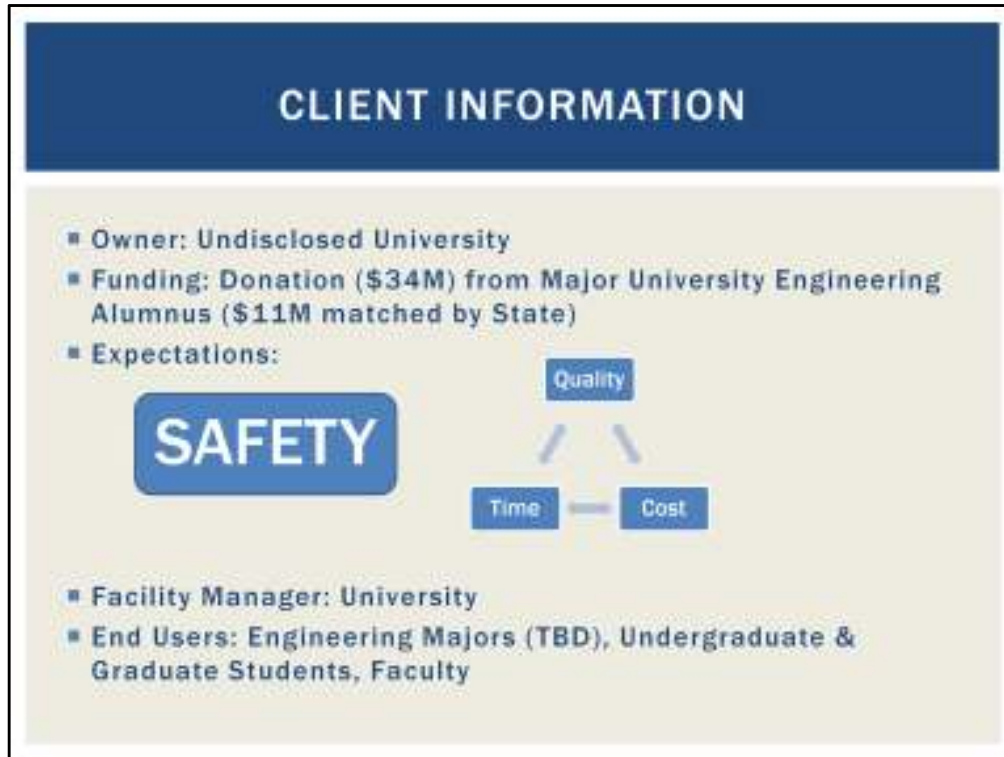 CLIENT INFORMATION
Owner: Undisclosed University
Funding: Donation ($34M) from Major University Engineering
Alumnus ($11M matched by State)
Expectations:
SAFETY
Quality
Time
Cost
Facility Manager: University
End Users: Engineering Majors (TBD), Undergraduate &
Graduate Students, Faculty